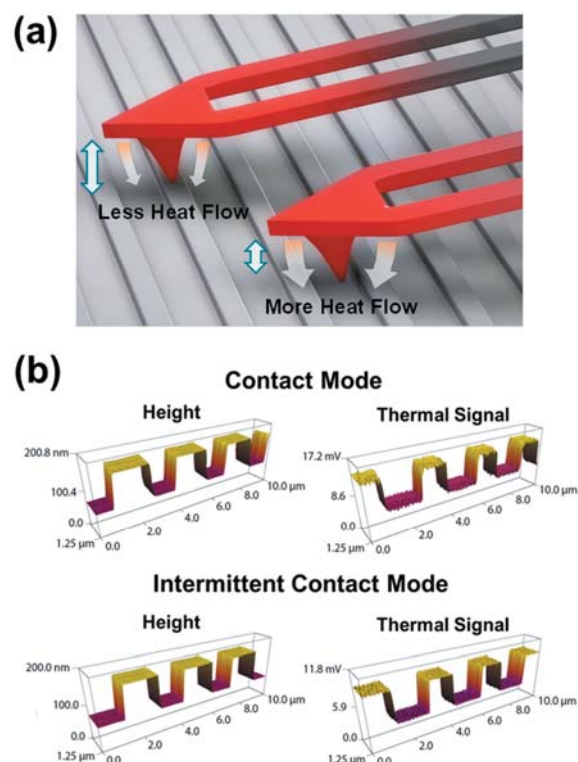 (a)
Less Heat Flow
More Heat Flow
(b)
Contact Mode
Height
Thermal Signal
200.8 nm
100.4
0.0
1.25 µm
0.0
2.0
4.0
6.0
8.0
10.0 µm
17.2 mV
8.6
0.0
1.25 µm
0.0
2.0
4.0
6.0
8.0
10.0 µm
Intermittent Contact Mode
Height
Thermal Signal
200.0 nm
100.0
0.0
1.25 µm
0.0
2.0
4.0
6.0
8.0
10.0 µm
11.8 mV
5.9
0.0
1.25 µm
0.0
2.0
4.0
6.0
8.0
10.0 µm